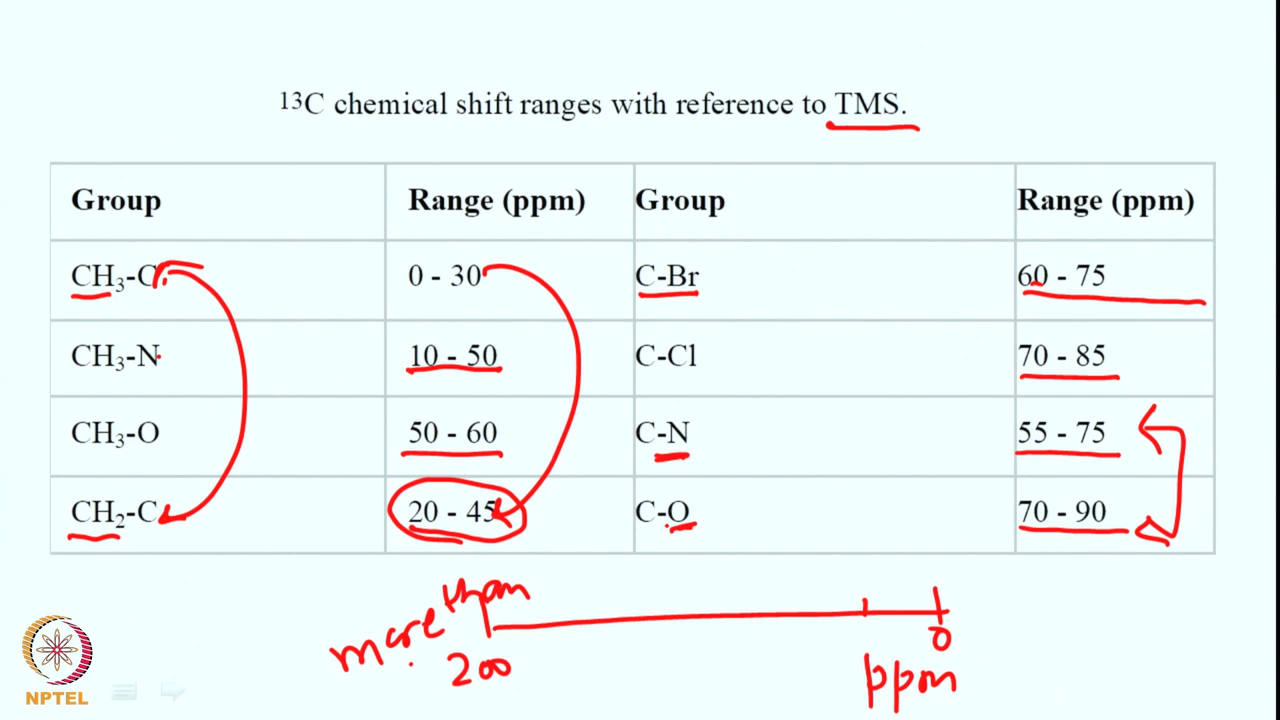 ¹³C chemical shift ranges with reference to TMS.
Group Range (ppm) Group Range (ppm)
CH₃-C 0 - 30 C-Br 60 - 75
CH₃-N 10 - 50 C-Cl 70 - 85
CH₃-O 50 - 60 C-N 55 - 75
CH₂-C 20 - 45 C-O 70 - 90
more than
200 0
ppm
NPTEL